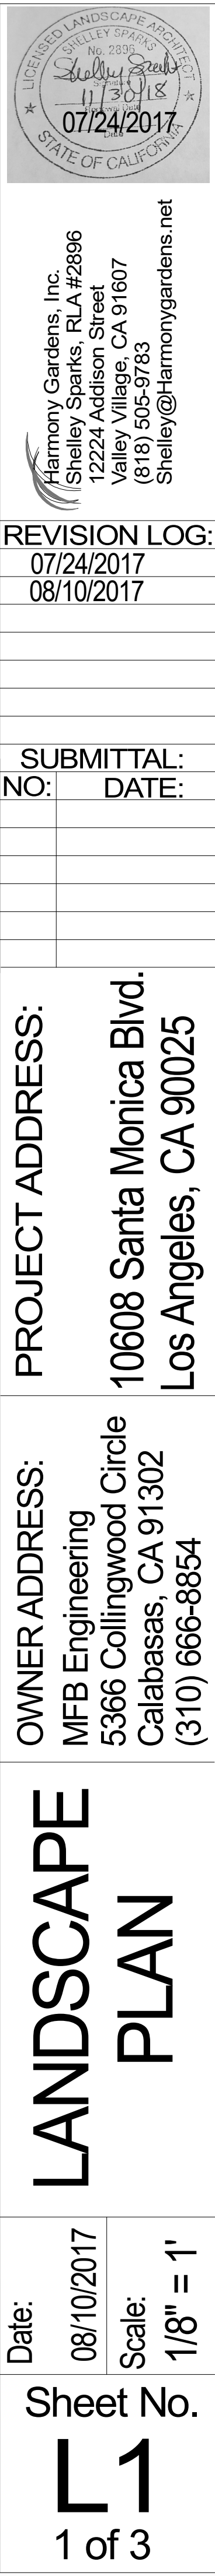 LICENSED LANDSCAPE ARCHITECT
SHELLEY SPARKS
No. 2896
Signature
11/30/18
Renewal Date
07/24/2017
Date
STATE OF CALIFORNIA
Harmony Gardens, Inc.
Shelley Sparks, RLA #2896
12224 Addison Street
Valley Village, CA 91607
(818) 505-9783
Shelley@Harmonygardens.net
REVISION LOG:
07/24/2017
08/10/2017
SUBMITTAL:
NO: DATE:
PROJECT ADDRESS:
10608 Santa Monica Blvd.
Los Angeles, CA 90025
OWNER ADDRESS:
MFB Engineering
5366 Collingwood Circle
Calabasas, CA 91302
(310) 666-8854
LANDSCAPE
PLAN
Date:
08/10/2017
Scale:
1/8" = 1'
Sheet No.
L1
1 of 3